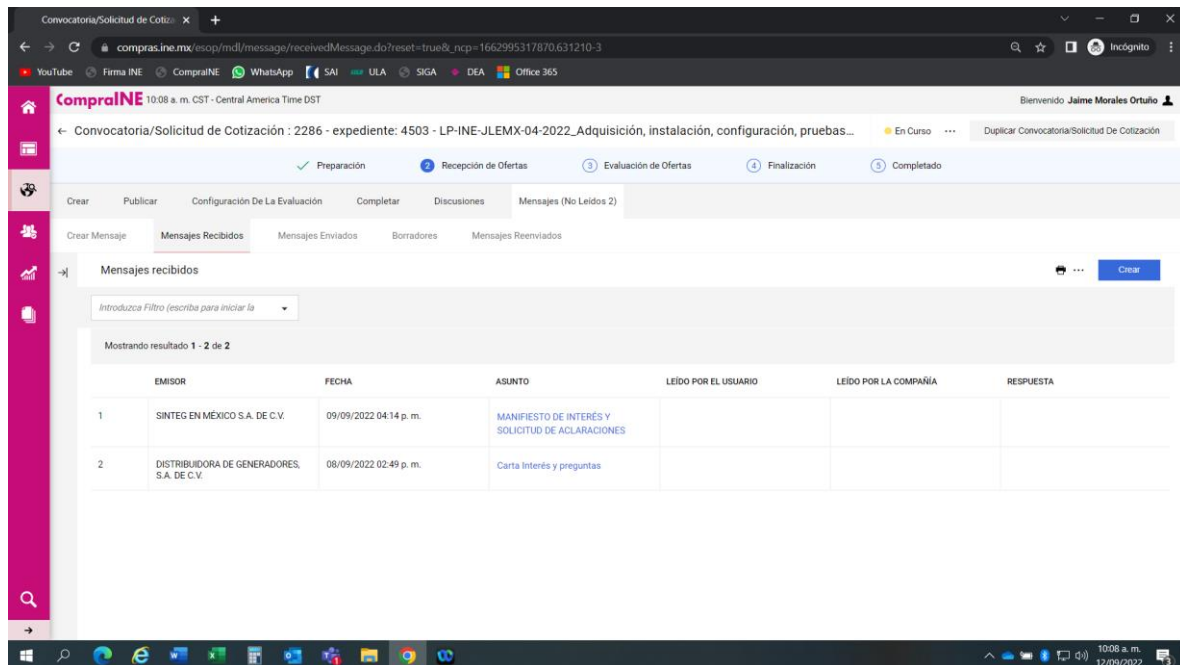 Convocatoria/Solicitud de Cotiza
compras.ine.mx/esop/mdl/message/receivedMessage.do?reset=true&_ncp=1662995317870.631210-3
Incógnito
YouTube Firma INE CompraINE WhatsApp SAI ULA SIGA DEA Office 365
CompraINE 10:08 a. m. CST - Central America Time DST
Bienvenido Jaime Morales Ortuño
← Convocatoria/Solicitud de Cotización : 2286 - expediente: 4503 - LP-INE-JLEMX-04-2022_Adquisición, instalación, configuración, pruebas...
En Curso ...
Duplicar Convocatoria/Solicitud De Cotización
Preparación 2 Recepción de Ofertas 3 Evaluación de Ofertas 4 Finalización 5 Completado
Crear Publicar Configuración De La Evaluación Completar Discusiones Mensajes (No Leídos 2)
Crear Mensaje Mensajes Recibidos Mensajes Enviados Borradores Mensajes Reenviados
Mensajes recibidos
... Crear
Introduzca Filtro (escriba para iniciar la
Mostrando resultado 1 - 2 de 2
EMISOR FECHA ASUNTO LEÍDO POR EL USUARIO LEÍDO POR LA COMPAÑÍA RESPUESTA
1 SINTEG EN MÉXICO S.A. DE C.V. 09/09/2022 04:14 p. m. MANIFIESTO DE INTERÉS Y
SOLICITUD DE ACLARACIONES
2 DISTRIBUIDORA DE GENERADORES, 08/09/2022 02:49 p. m. Carta Interés y preguntas
S.A. DE C.V.
10:08 a. m.
12/09/2022